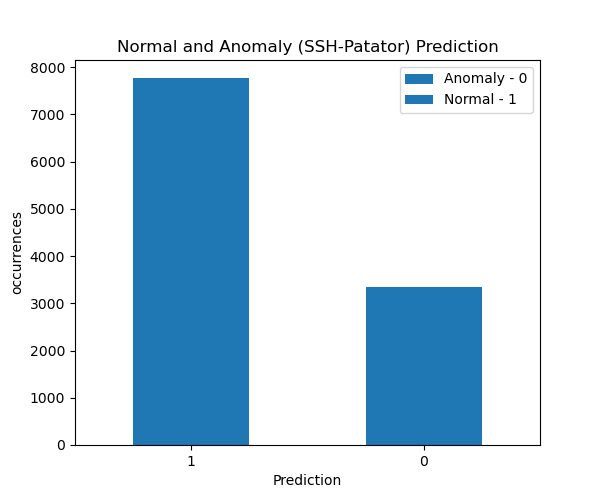 Normal and Anomaly (SSH-Patator) Prediction
Anomaly - 0
Normal - 1
8000
7000
6000
5000
4000
3000
2000
1000
0
occurrences
1 0
Prediction